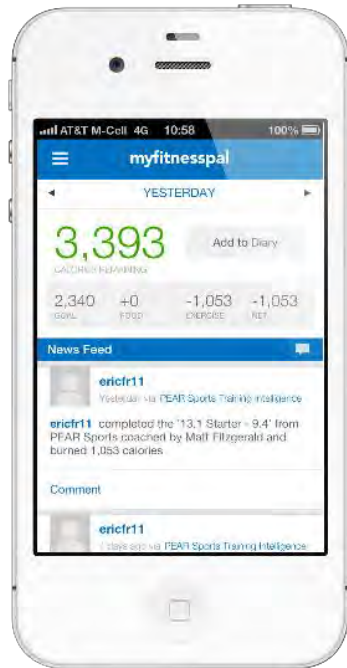 AT&T M-Cell 4G 10:58 100%
myfitnesspal
YESTERDAY
3,393 Add to Diary
CALORIES REMAINING
2,340 +0 -1,053 -1,053
GOAL FOOD EXERCISE NET
News Feed
ericfr11
Yesterday via PEAR Sports Training Intelligence
ericfr11 completed the '13.1 Starter - 9.4' from
PEAR Sports coached by Matt Fitzgerald and
burned 1,053 calories
Comment
ericfr11
days ago via PEAR Sports Training Intelligence